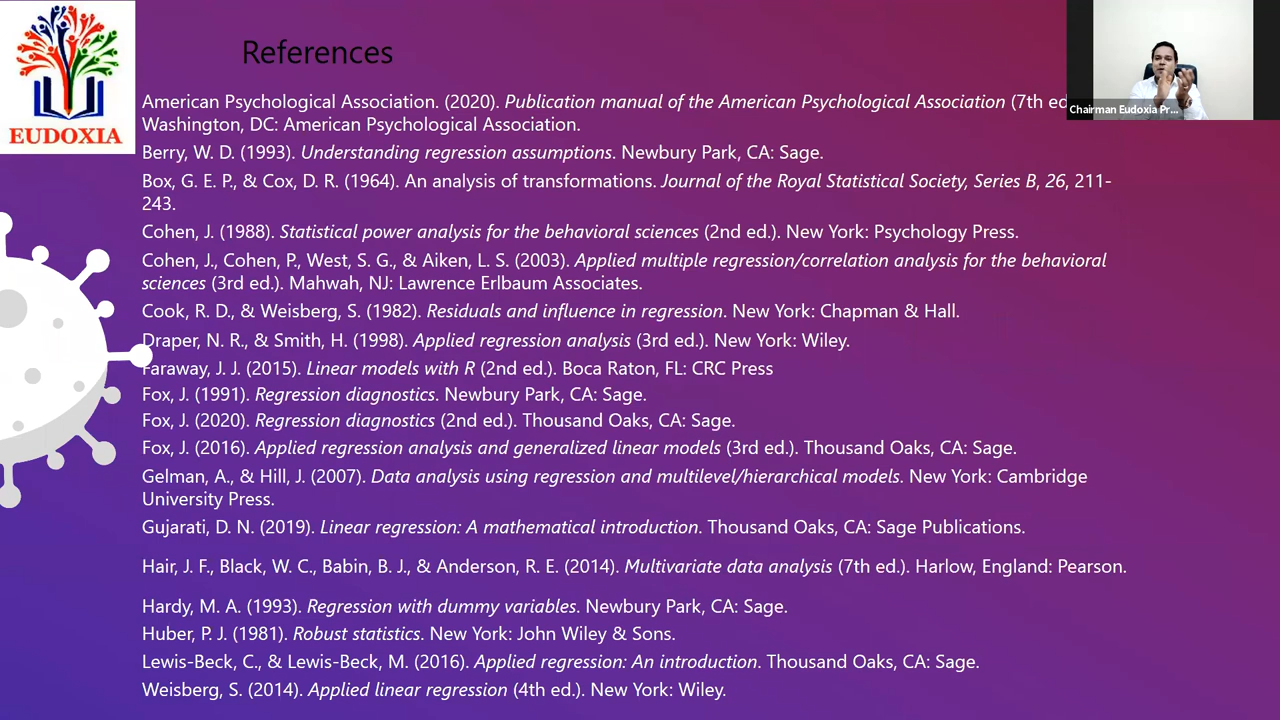 EUDOXIA
References
American Psychological Association. (2020). Publication manual of the American Psychological Association (7th ed
Washington, DC: American Psychological Association.
Chairman Eudoxia Pr...
Berry, W. D. (1993). Understanding regression assumptions. Newbury Park, CA: Sage.
Box, G. E. P., & Cox, D. R. (1964). An analysis of transformations. Journal of the Royal Statistical Society, Series B, 26, 211-
243.
Cohen, J. (1988). Statistical power analysis for the behavioral sciences (2nd ed.). New York: Psychology Press.
Cohen, J., Cohen, P., West, S. G., & Aiken, L. S. (2003). Applied multiple regression/correlation analysis for the behavioral
sciences (3rd ed.). Mahwah, NJ: Lawrence Erlbaum Associates.
Cook, R. D., & Weisberg, S. (1982). Residuals and influence in regression. New York: Chapman & Hall.
Draper, N. R., & Smith, H. (1998). Applied regression analysis (3rd ed.). New York: Wiley.
Faraway, J. J. (2015). Linear models with R (2nd ed.). Boca Raton, FL: CRC Press
Fox, J. (1991). Regression diagnostics. Newbury Park, CA: Sage.
Fox, J. (2020). Regression diagnostics (2nd ed.). Thousand Oaks, CA: Sage.
Fox, J. (2016). Applied regression analysis and generalized linear models (3rd ed.). Thousand Oaks, CA: Sage.
Gelman, A., & Hill, J. (2007). Data analysis using regression and multilevel/hierarchical models. New York: Cambridge
University Press.
Gujarati, D. N. (2019). Linear regression: A mathematical introduction. Thousand Oaks, CA: Sage Publications.
Hair, J. F., Black, W. C., Babin, B. J., & Anderson, R. E. (2014). Multivariate data analysis (7th ed.). Harlow, England: Pearson.
Hardy, M. A. (1993). Regression with dummy variables. Newbury Park, CA: Sage.
Huber, P. J. (1981). Robust statistics. New York: John Wiley & Sons.
Lewis-Beck, C., & Lewis-Beck, M. (2016). Applied regression: An introduction. Thousand Oaks, CA: Sage.
Weisberg, S. (2014). Applied linear regression (4th ed.). New York: Wiley.